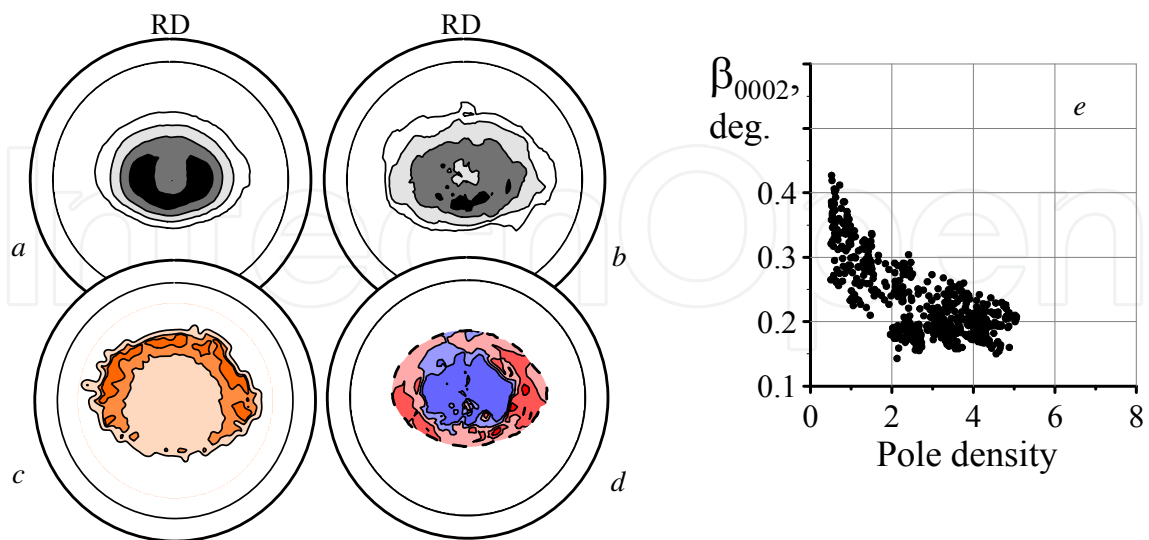 RD
RD
a
b
c
d
β0002,
deg.
e
0.4
0.3
0.2
0.1
0 2 4 6 8
Pole density
IntechOpen